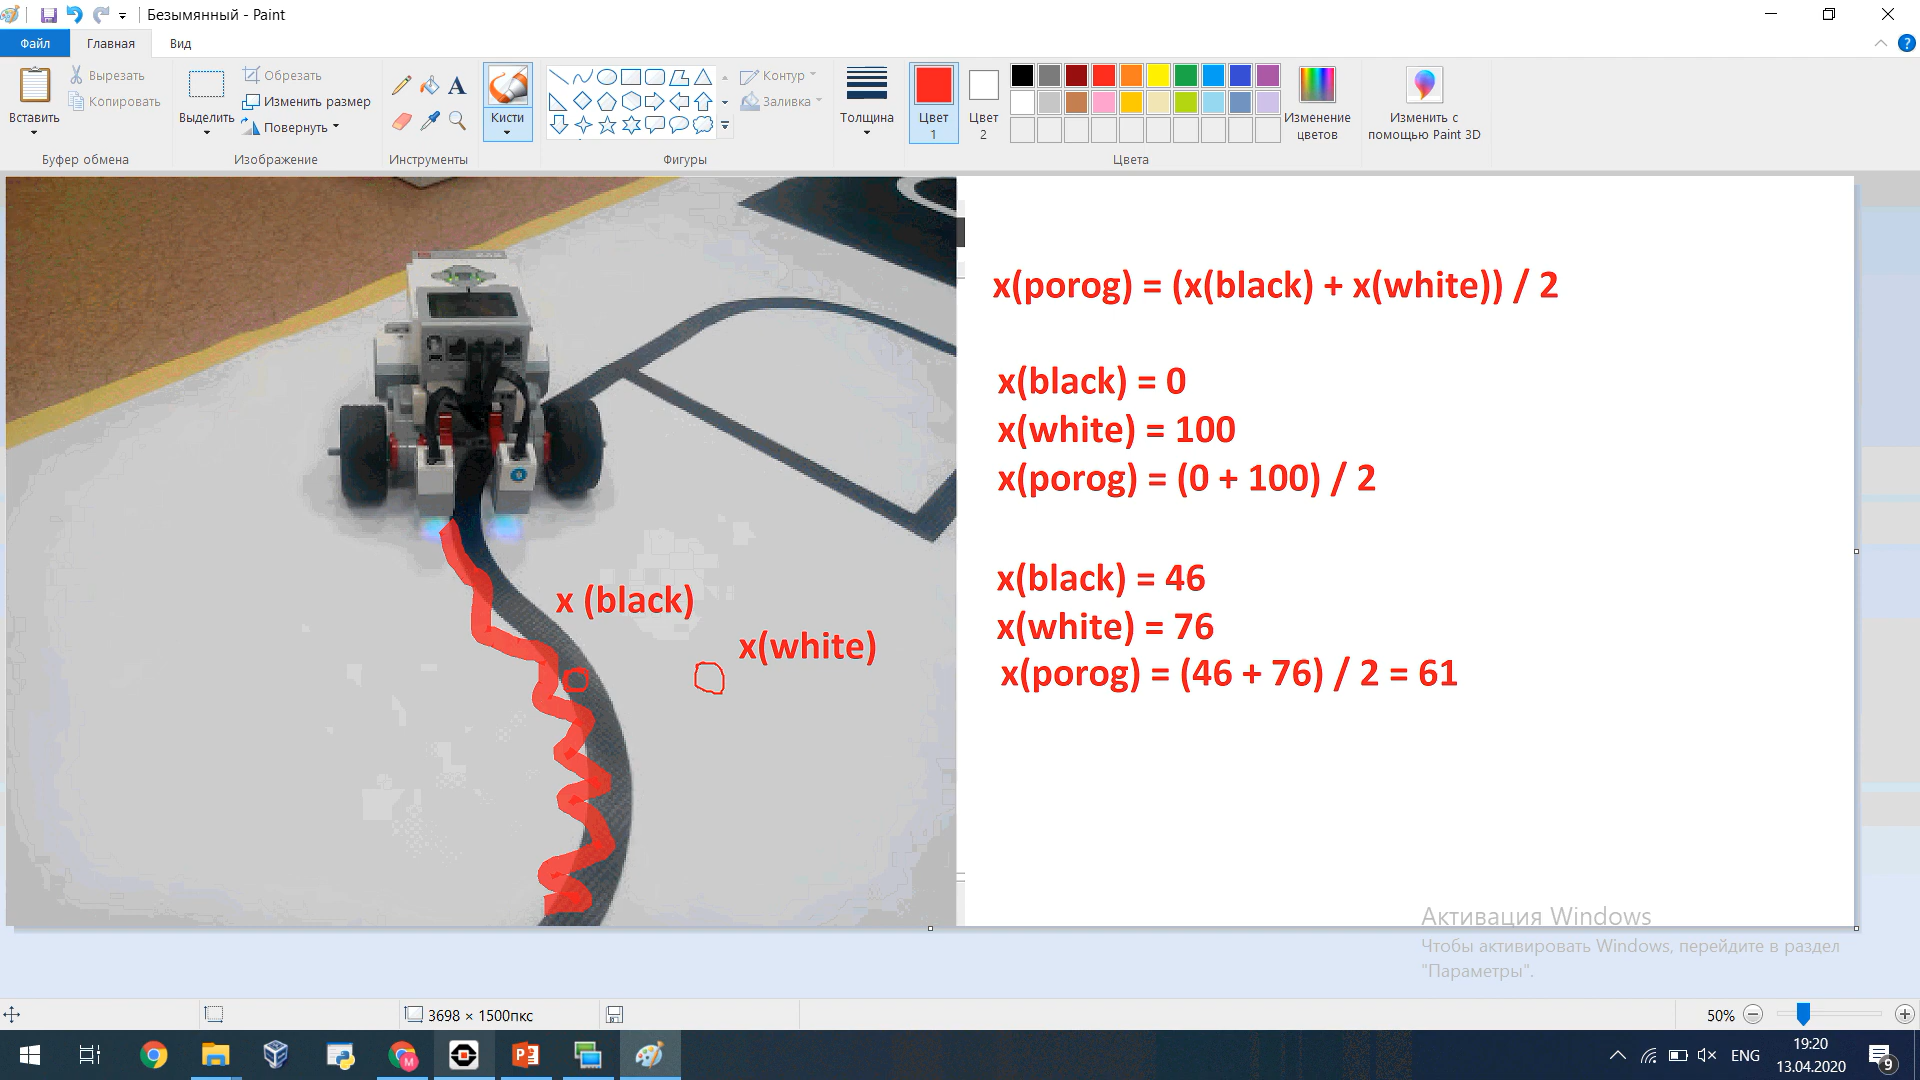 Безымянный - Paint
Файл
Главная
Вид
Вставить
Вырезать
Копировать
Буфер обмена
Выделить
Обрезать
Изменить размер
Повернуть
Изображение
A
Инструменты
Кисти
Контур
Заливка
Фигуры
Толщина
Цвет
1
Цвет
2
Изменение
цветов
Цвета
Изменить с
помощью Paint 3D
x(porog) = (x(black) + x(white)) / 2
x(black) = 0
x(white) = 100
x(porog) = (0 + 100) / 2
x (black)
x(white)
x(black) = 46
x(white) = 76
x(porog) = (46 + 76) / 2 = 61
Активация Windows
Чтобы активировать Windows, перейдите в раздел
"Параметры".
3698 × 1500пкс
50%
ENG
19:20
13.04.2020
9